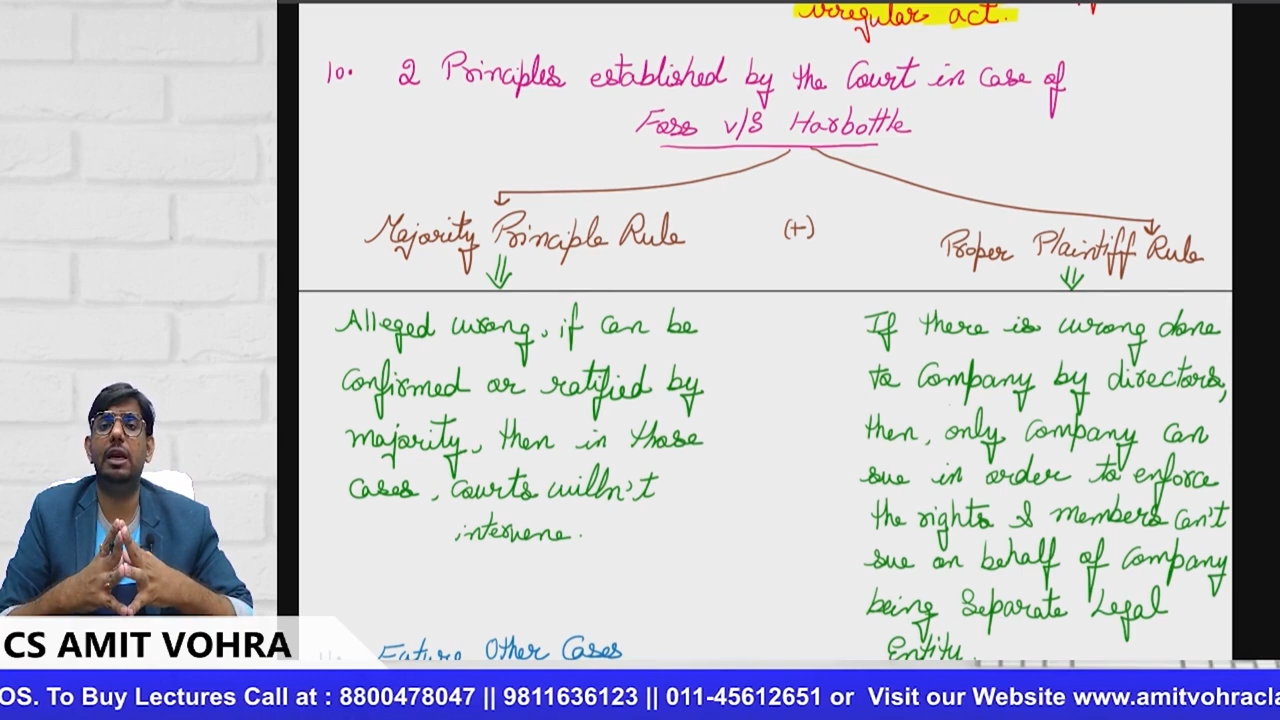 irregular act.
10. 2 Principles established by the Court in case of
Foss v/s Harbottle
Majority Principle Rule (+) Proper Plaintiff Rule
Alleged wrong, if can be
confirmed or ratified by
majority, then in those
cases, courts willn't
intervene.
If there is wrong done
to Company by directors,
then, only company can
sue in order to enforce
the rights & members can't
sue on behalf of company
being Separate Legal
Entity.
11. Future Other Cases
CS AMIT VOHRA
OS. To Buy Lectures Call at : 8800478047 || 9811636123 || 011-45612651 or Visit our Website www.amitvohracla